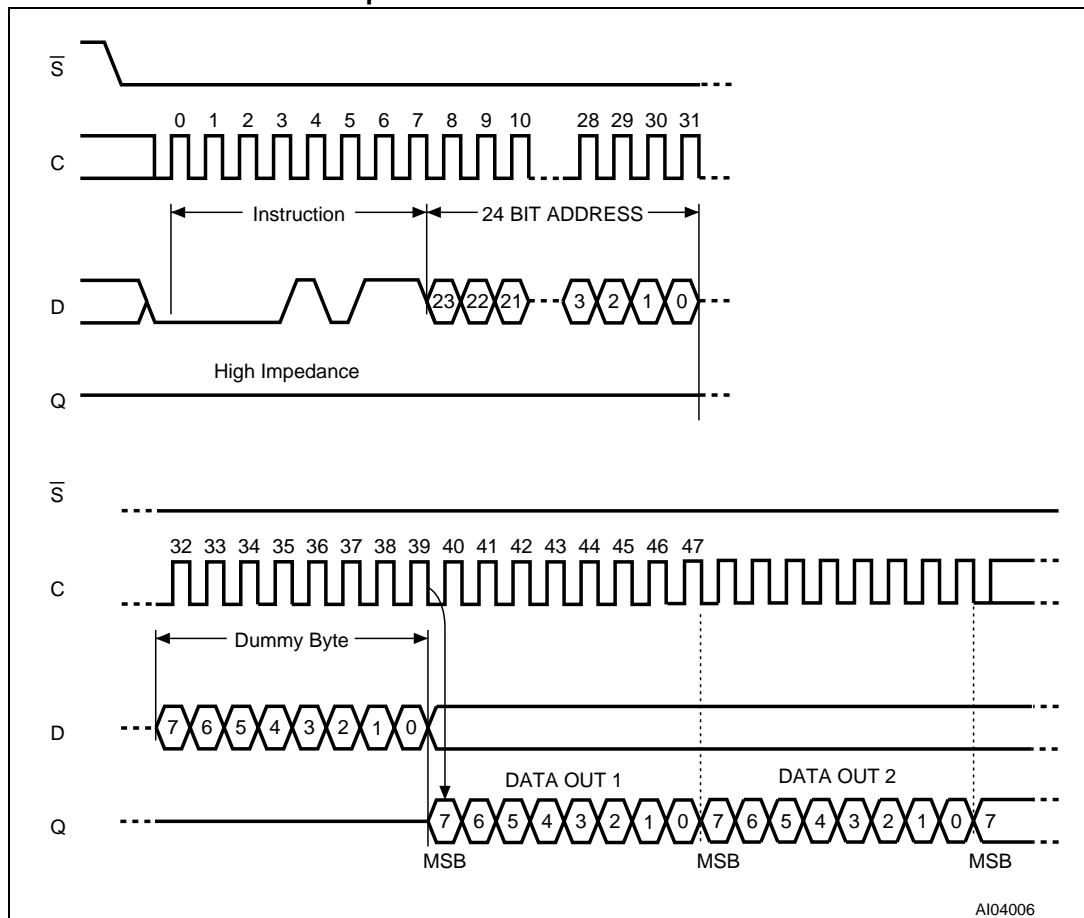 S
0 1 2 3 4 5 6 7 8 9 10 28 29 30 31
C
Instruction 24 BIT ADDRESS
D 23 22 21 3 2 1 0
High Impedance
Q
S
32 33 34 35 36 37 38 39 40 41 42 43 44 45 46 47
C
Dummy Byte
D 7 6 5 4 3 2 1 0
DATA OUT 1 DATA OUT 2
Q 7 6 5 4 3 2 1 0 7 6 5 4 3 2 1 0 7
MSB MSB MSB
AI04006